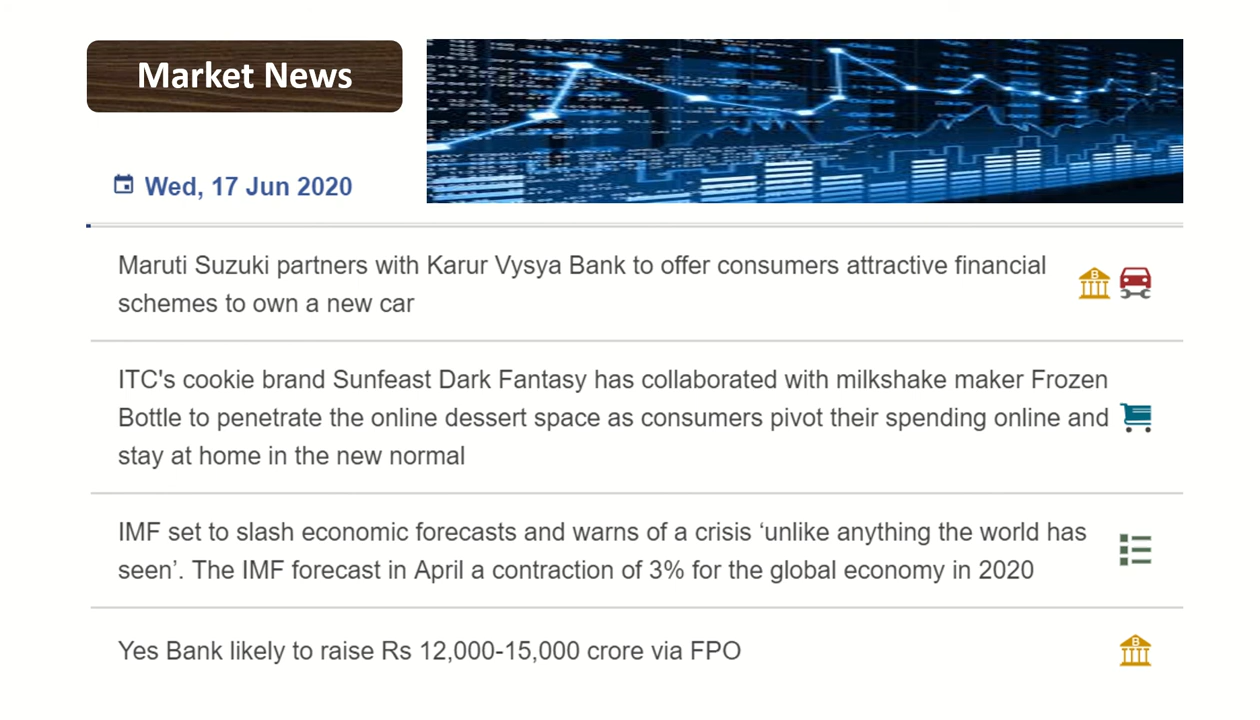 Market News
Wed, 17 Jun 2020
Maruti Suzuki partners with Karur Vysya Bank to offer consumers attractive financial
schemes to own a new car
ITC's cookie brand Sunfeast Dark Fantasy has collaborated with milkshake maker Frozen
Bottle to penetrate the online dessert space as consumers pivot their spending online and
stay at home in the new normal
IMF set to slash economic forecasts and warns of a crisis ‘unlike anything the world has
seen’. The IMF forecast in April a contraction of 3% for the global economy in 2020
Yes Bank likely to raise Rs 12,000-15,000 crore via FPO